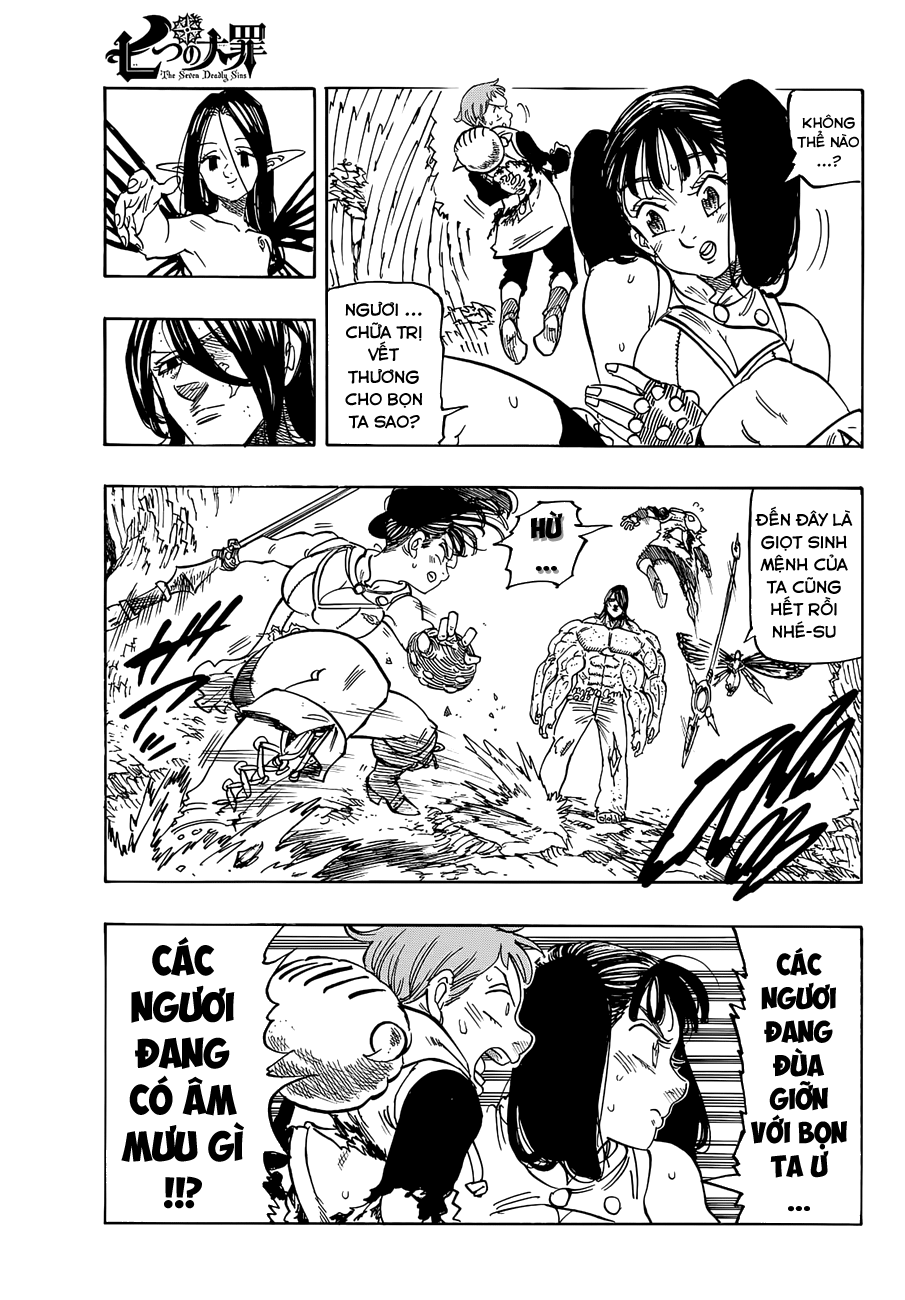 七つの大罪
The Seven Deadly Sins
KHÔNG
THỂ NÀO
...?
NGƯƠI ...
CHỮA TRỊ
VẾT
THƯƠNG
CHO BỌN
TA SAO?
ĐẾN ĐÂY LÀ
GIỌT SINH
MỆNH CỦA
TA CŨNG
HẾT RỒI
NHÉ-SU
HỪ
...
CÁC
NGƯƠI
ĐANG
ĐÙA
GIỠN
VỚI BỌN
TA Ư
...
CÁC
NGƯƠI
ĐANG
CÓ ÂM
MƯU GÌ
!!?